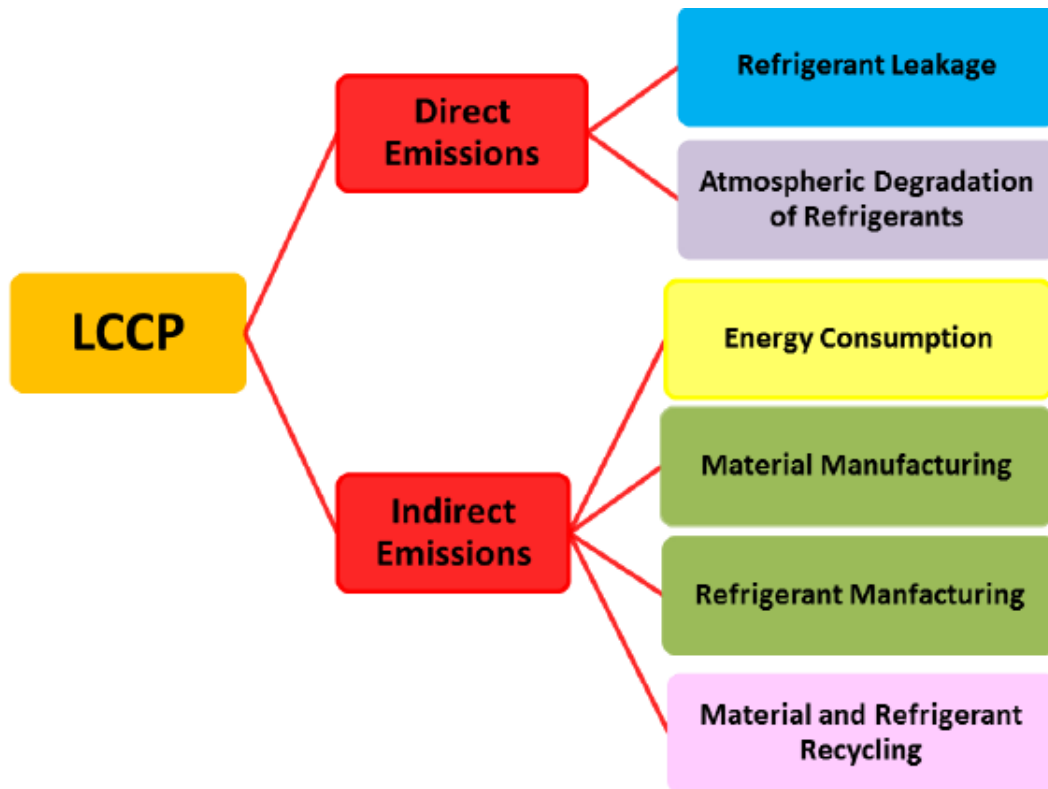 LCCP
Direct
Emissions
Refrigerant Leakage
Atmospheric Degradation
of Refrigerants
Indirect
Emissions
Energy Consumption
Material Manufacturing
Refrigerant Manfacturing
Material and Refrigerant
Recycling